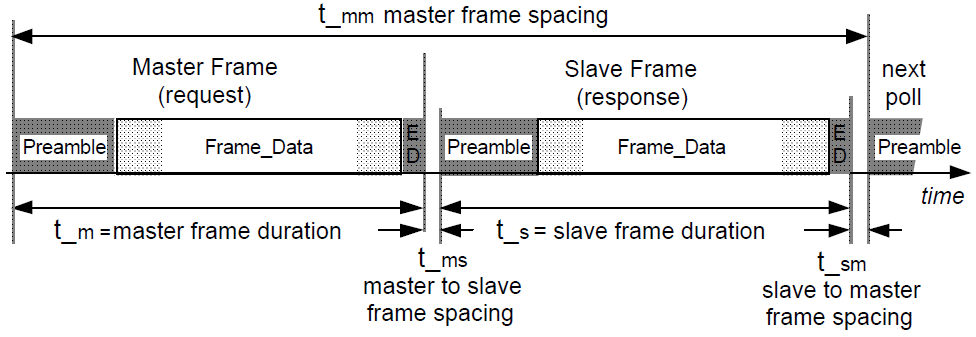 t_mm master frame spacing
Master Frame
(request)
Slave Frame
(response)
next
poll
Preamble
Frame_Data
ED
Preamble
Frame_Data
ED
Preamble
time
t_m =master frame duration
t_s = slave frame duration
t_ms
master to slave
frame spacing
t_sm
slave to master
frame spacing